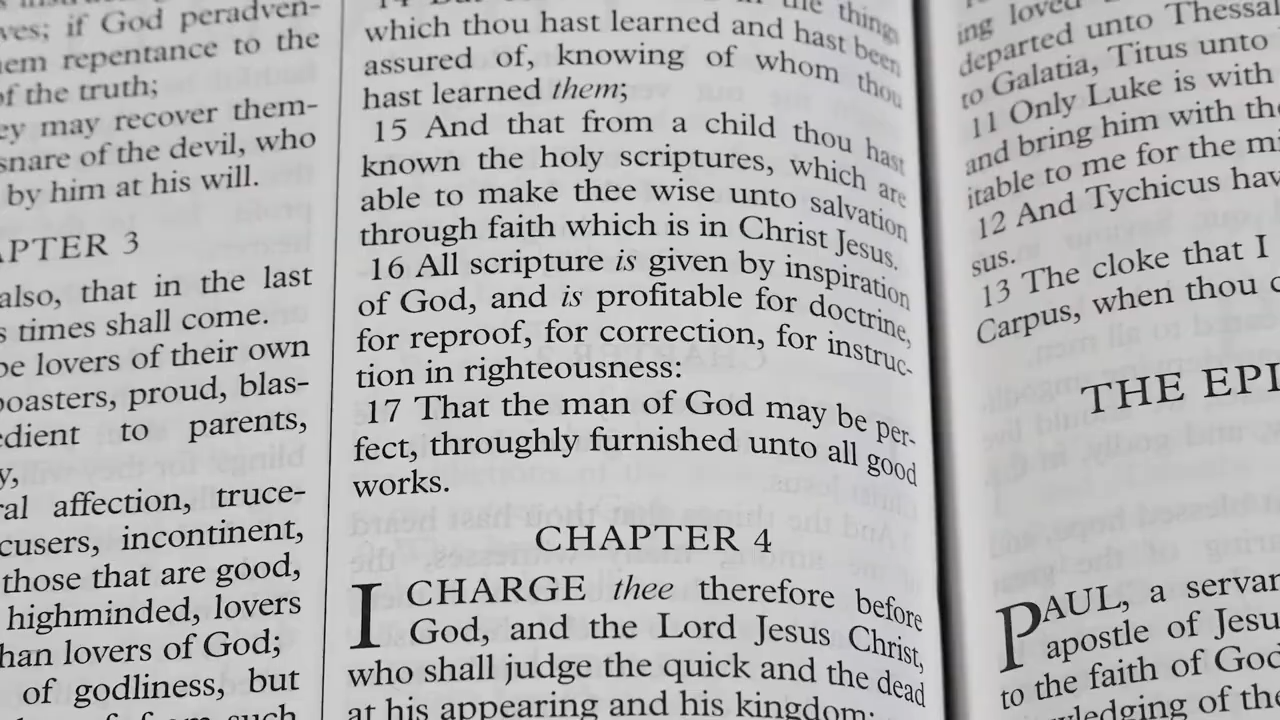 ves; if God peradven-
em repentance to the
of the truth;
ey may recover them-
snare of the devil, who
by him at his will.
APTER 3
also, that in the last
s times shall come.
be lovers of their own
boasters, proud, blas-
edient to parents,
y,
ral affection, truce-
cusers, incontinent,
those that are good,
highminded, lovers
han lovers of God;
of godliness, but
the things
which thou hast learned and hast been
assured of, knowing of whom thou
hast learned them;
15 And that from a child thou hast
known the holy scriptures, which are
able to make thee wise unto salvation
through faith which is in Christ Jesus.
16 All scripture is given by inspiration
of God, and is profitable for doctrine,
for reproof, for correction, for instruc-
tion in righteousness:
17 That the man of God may be per-
fect, throughly furnished unto all good
works.
CHAPTER 4
I CHARGE thee therefore before
God, and the Lord Jesus Christ,
who shall judge the quick and the dead
at his appearing and his kingdom;
ing loved
departed unto Thessal
to Galatia, Titus unto
11 Only Luke is with
and bring him with the
itable to me for the mi
12 And Tychicus hav
sus.
13 The cloke that I
Carpus, when thou c
THE EPI
PAUL, a servan
apostle of Jesu
to the faith of God
wledging of the